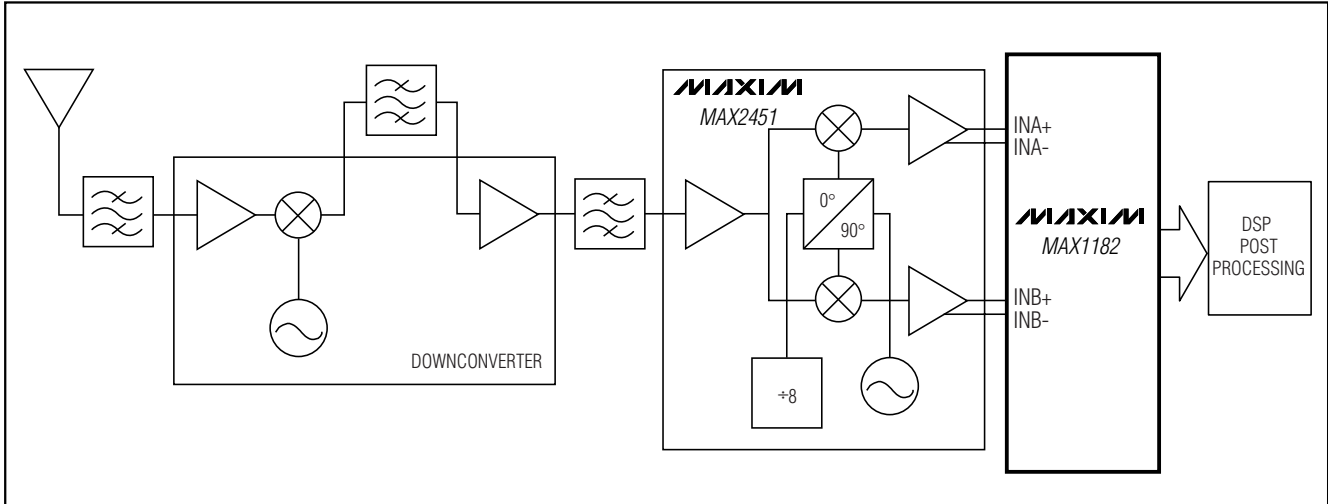 DOWNCONVERTER
MAXIM
MAX2451
0°
90°
÷8
INA+
INA-
MAXIM
MAX1182
INB+
INB-
DSP
POST
PROCESSING